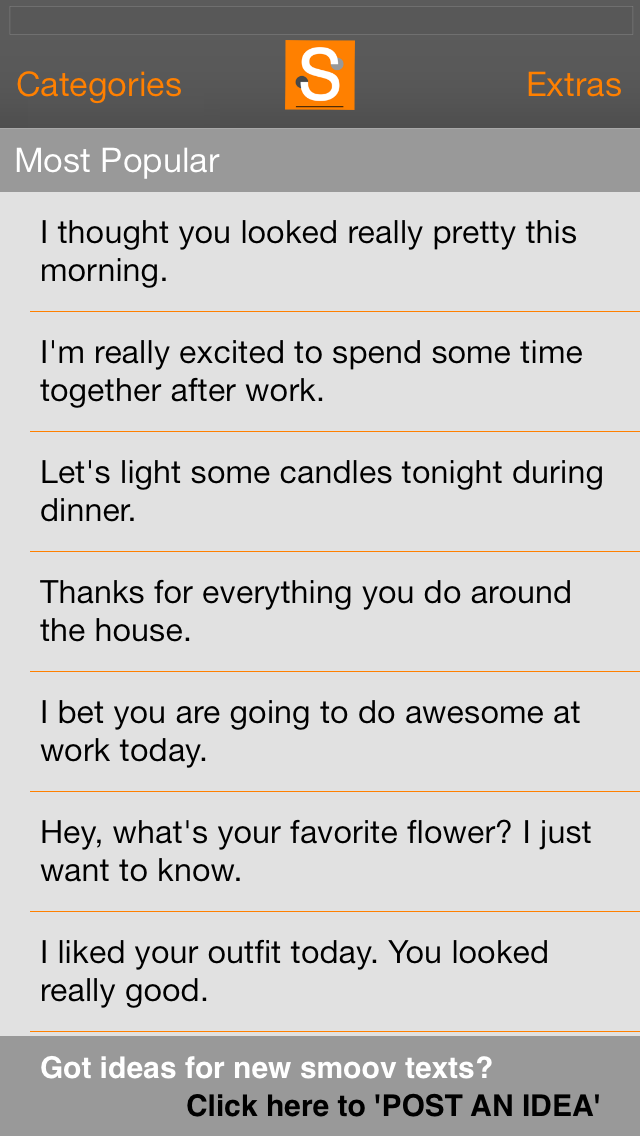 Categories
S
Extras
Most Popular
I thought you looked really pretty this
morning.
I'm really excited to spend some time
together after work.
Let's light some candles tonight during
dinner.
Thanks for everything you do around
the house.
I bet you are going to do awesome at
work today.
Hey, what's your favorite flower? I just
want to know.
I liked your outfit today. You looked
really good.
Got ideas for new smoov texts?
Click here to 'POST AN IDEA'